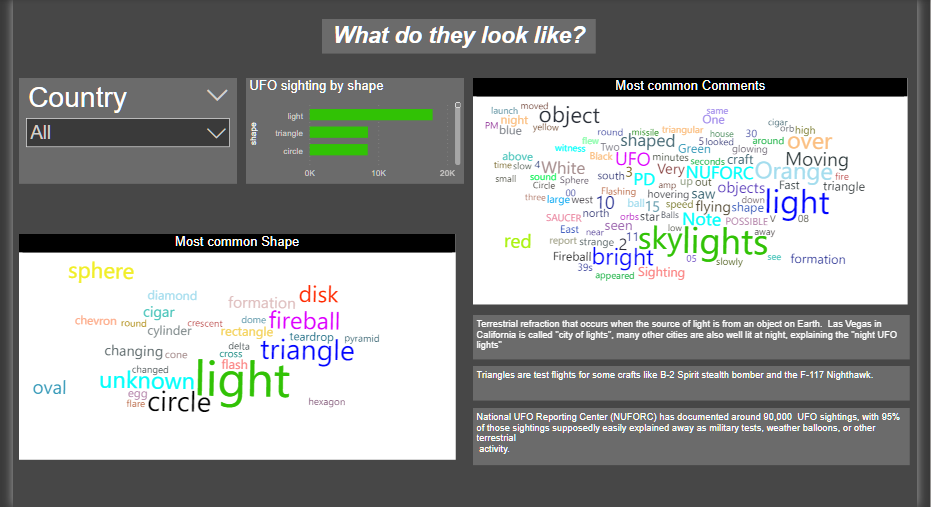 What do they look like?
Country
All
UFO sighting by shape
shape
light
triangle
circle
0K 10K 20K
Most common Comments
launch moved object same
PM night yellow One cigar orb high
blue round missile triangular house 30
flew shaped 5 looked around over
witness Two Green glowing
above Black UFO minutes seconds craft Moving
time slow 4 White Very NUFORC Orange fire
small sound Sphere south 3 PD amp up out objects Fast triangle
Circle 00 Flashing hovering saw down
three large west 10 ball 15 speed flying shape light
SAUCER north orbs star Balls Note POSSIBLE V 08
East near seen low away
red report strange .2 11 skylights
Fireball bright 05 slowly see formation
39s appeared Sighting
Most common Shape
sphere
diamond formation disk
cigar
chevron round crescent dome fireball
cylinder rectangle teardrop pyramid
changing cone delta cross triangle
changed flash
oval unknown light
egg
flare circle hexagon
Terrestrial refraction that occurs when the source of light is from an object on Earth. Las Vegas in
California is called "city of lights", many other cities are also well lit at night, explaining the "night UFO
lights"
Triangles are test flights for some crafts like B-2 Spirit stealth bomber and the F-117 Nighthawk.
National UFO Reporting Center (NUFORC) has documented around 90,000 UFO sightings, with 95%
of those sightings supposedly easily explained away as military tests, weather balloons, or other
terrestrial
activity.